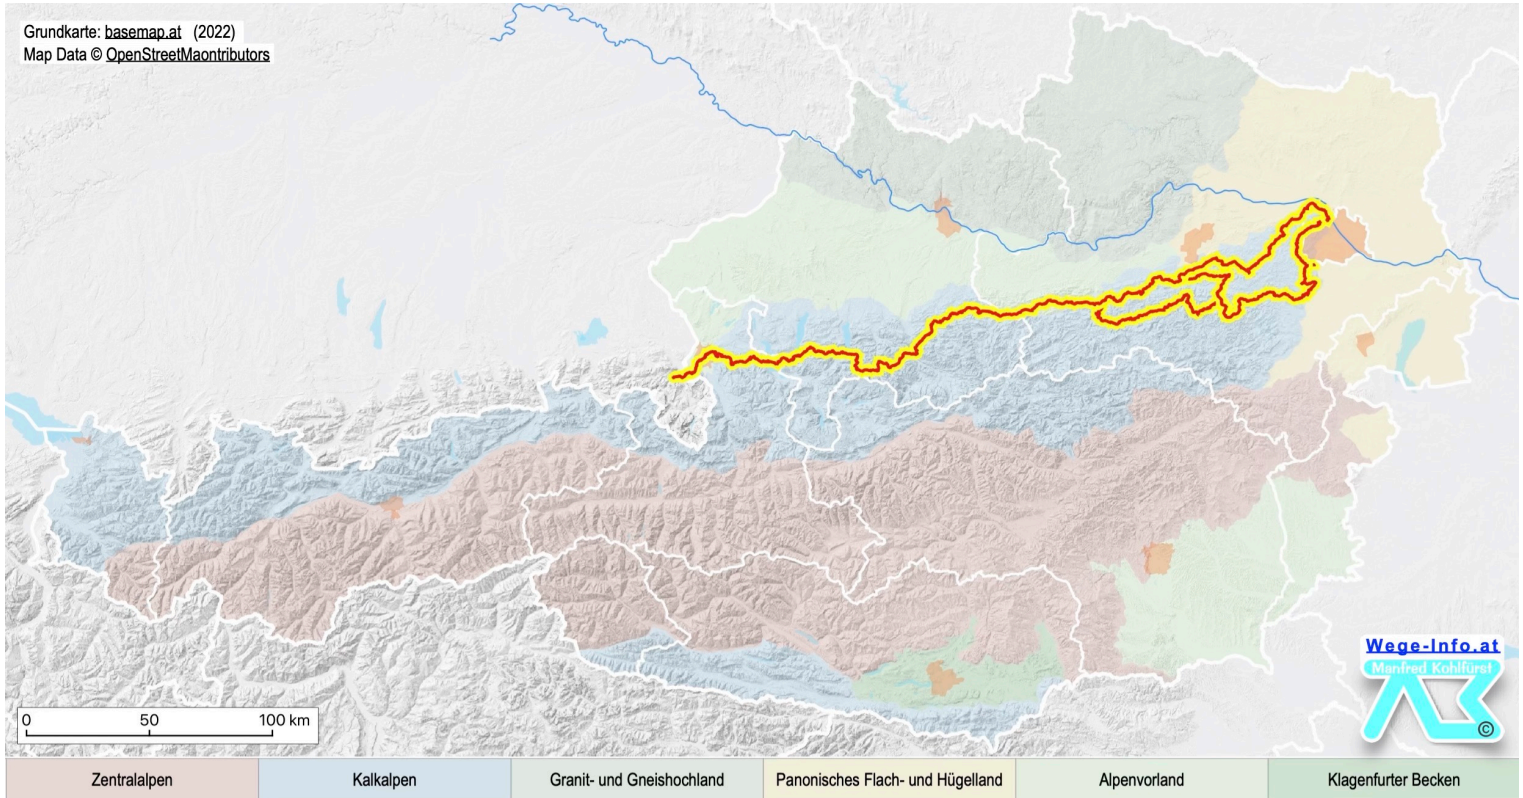 Grundkarte: basemap.at (2022)
Map Data © OpenStreetMaontributors
Wege-Info.at
Manfred Kohlfürst
©
0 50 100 km
Zentralalpen Kalkalpen Granit- und Gneishochland Panonisches Flach- und Hügelland Alpenvorland Klagenfurter Becken